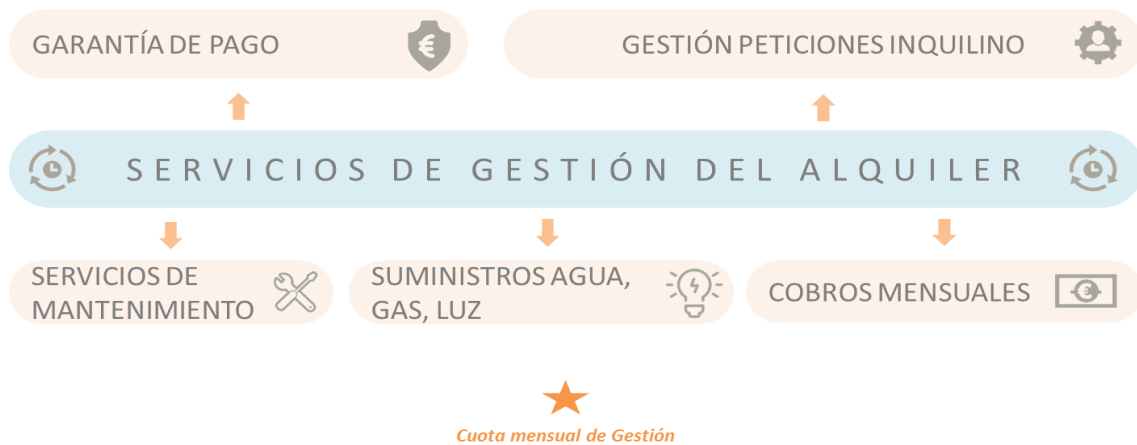 GARANTÍA DE PAGO
GESTIÓN PETICIONES INQUILINO
SERVICIOS DE GESTIÓN DEL ALQUILER
SERVICIOS DE
MANTENIMIENTO
SUMINISTROS AGUA,
GAS, LUZ
COBROS MENSUALES
Cuota mensual de Gestión